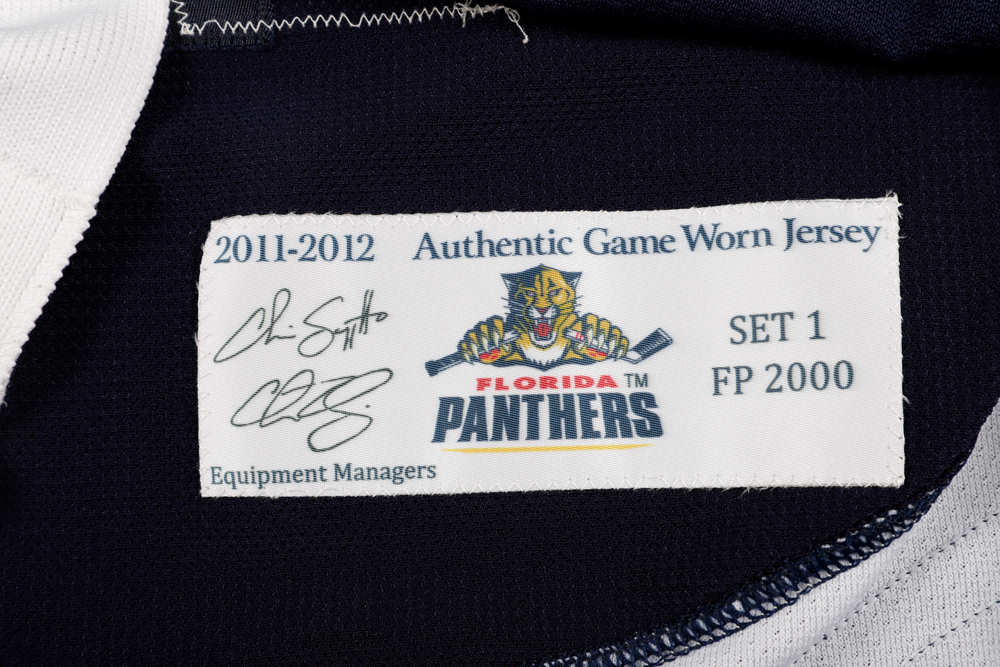 2011-2012 Authentic Game Worn Jersey
SET 1
FP 2000
FLORIDA TM
PANTHERS
Equipment Managers